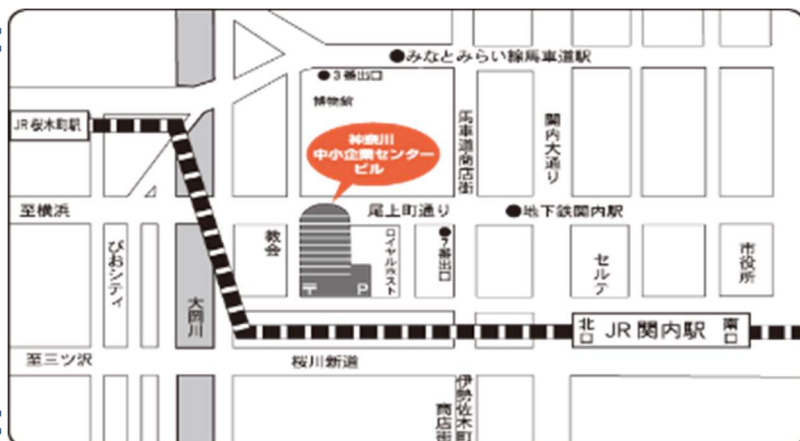 ●みなとみらい線馬車道駅
●3番出口
博物館
JR桜木町駅
神奈川
中小企業センター
ビル
馬車道商店街
関内大通り
至横浜
尾上町通り
●地下鉄関内駅
ぴおシティ
教会
ロイヤルホスト
●7番出口
セルテ
市役所
大岡川
〒
P
北口
JR関内駅
南口
至三ツ沢
桜川新道
伊勢佐木町
商店街